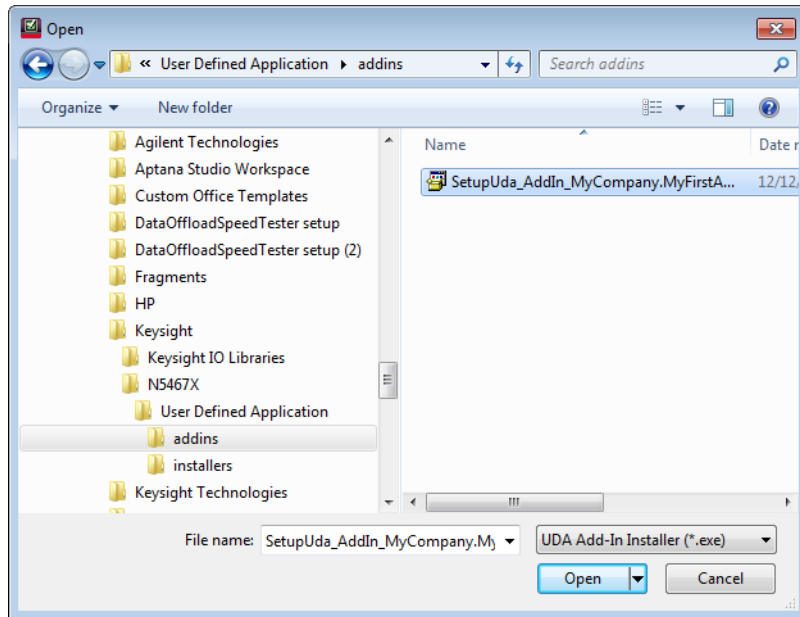 Open
« User Defined Application ▸ addins
Search addins
Organize
New folder
Agilent Technologies
Aptana Studio Workspace
Custom Office Templates
DataOffloadSpeedTester setup
DataOffloadSpeedTester setup (2)
Fragments
HP
Keysight
Keysight IO Libraries
N5467X
User Defined Application
addins
installers
Keysight Technologies
Name
Date r
SetupUda_AddIn_MyCompany.MyFirstA...
12/12/
File name:
SetupUda_AddIn_MyCompany.My
UDA Add-In Installer (*.exe)
Open
Cancel